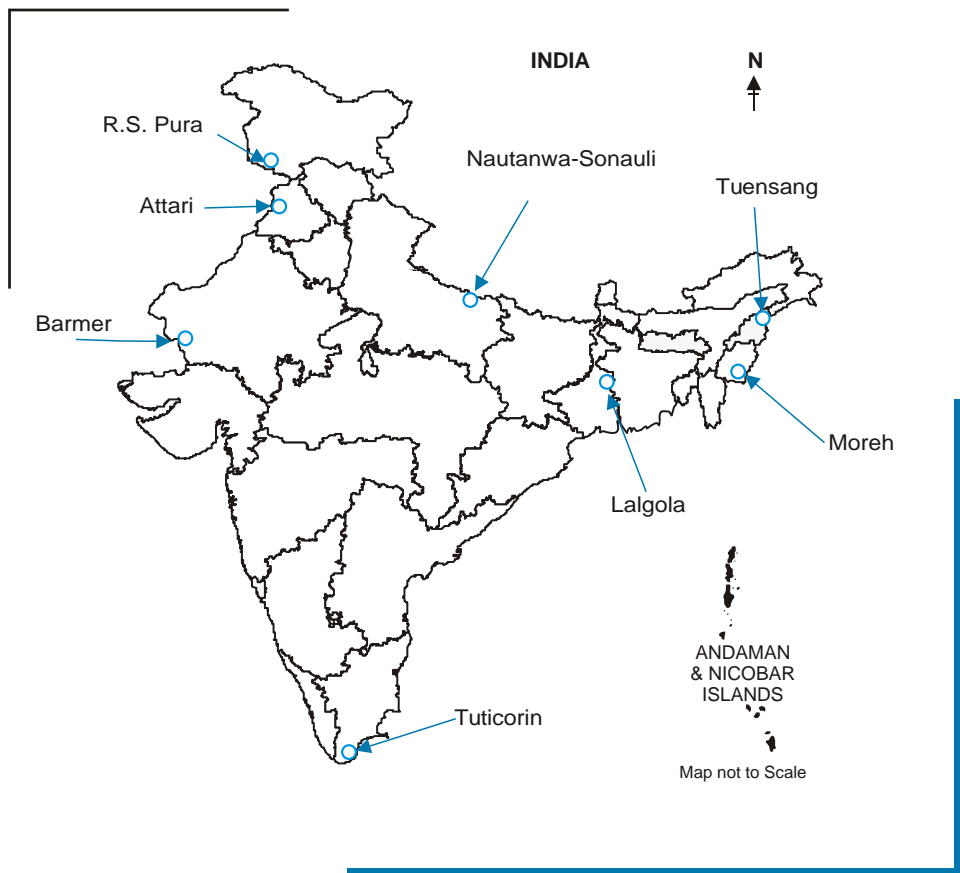 INDIA
N
R.S. Pura
Nautanwa-Sonauli
Tuensang
Attari
Barmer
Moreh
Lalgola
ANDAMAN
& NICOBAR
ISLANDS
Tuticorin
Map not to Scale